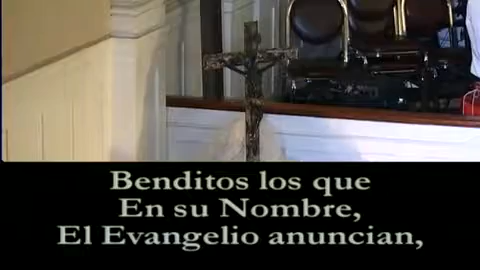 Benditos los que
En su Nombre,
El Evangelio anuncian,